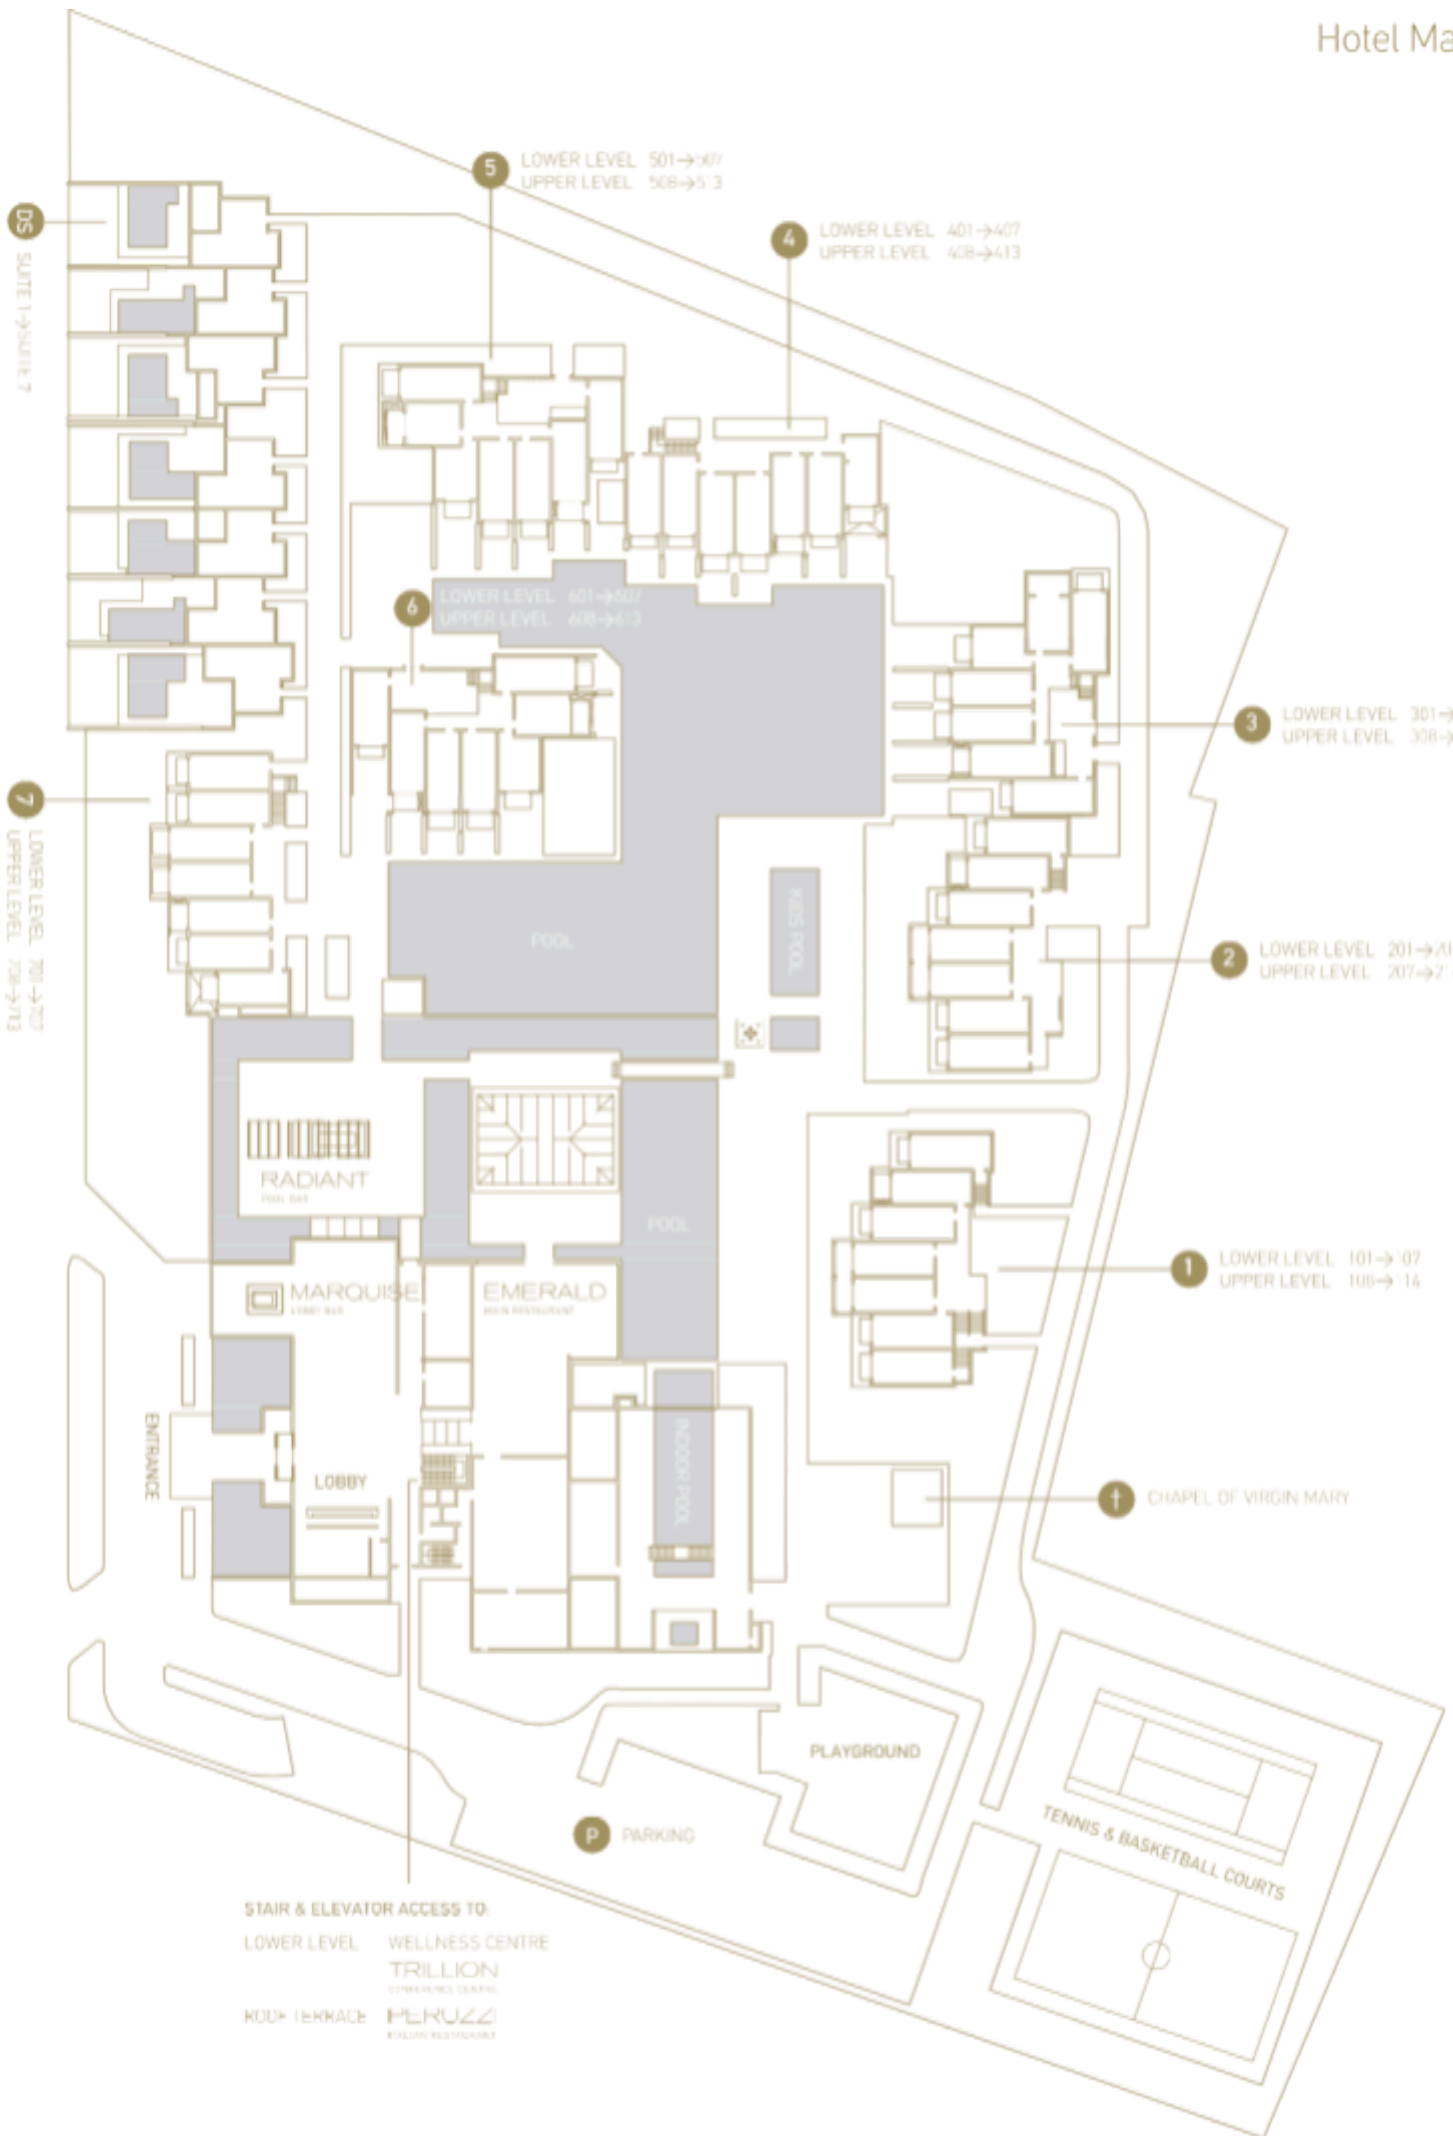 Hotel Ma
5
LOWER LEVEL 501→507
UPPER LEVEL 508→513
4
LOWER LEVEL 401→407
UPPER LEVEL 408→413
DS
SUITE 1→SUITE 7
6
LOWER LEVEL 601→607
UPPER LEVEL 608→613
3
LOWER LEVEL 301→
UPPER LEVEL 308→
7
LOWER LEVEL 701→707
UPPER LEVEL 708→713
POOL
KIDS POOL
2
LOWER LEVEL 201→20
UPPER LEVEL 207→21
RADIANT
POOL BAR
POOL
1
LOWER LEVEL 101→107
UPPER LEVEL 108→114
MARQUISE
LOBBY BAR
EMERALD
MAIN RESTAURANT
ENTRANCE
LOBBY
INDOOR POOL
CHAPEL OF VIRGIN MARY
PLAYGROUND
P PARKING
TENNIS & BASKETBALL COURTS
STAIR & ELEVATOR ACCESS TO:
LOWER LEVEL WELLNESS CENTRE
TRILLION
CONFERENCE CENTRE
ROOF TERRACE PERUZZI
ITALIAN RESTAURANT